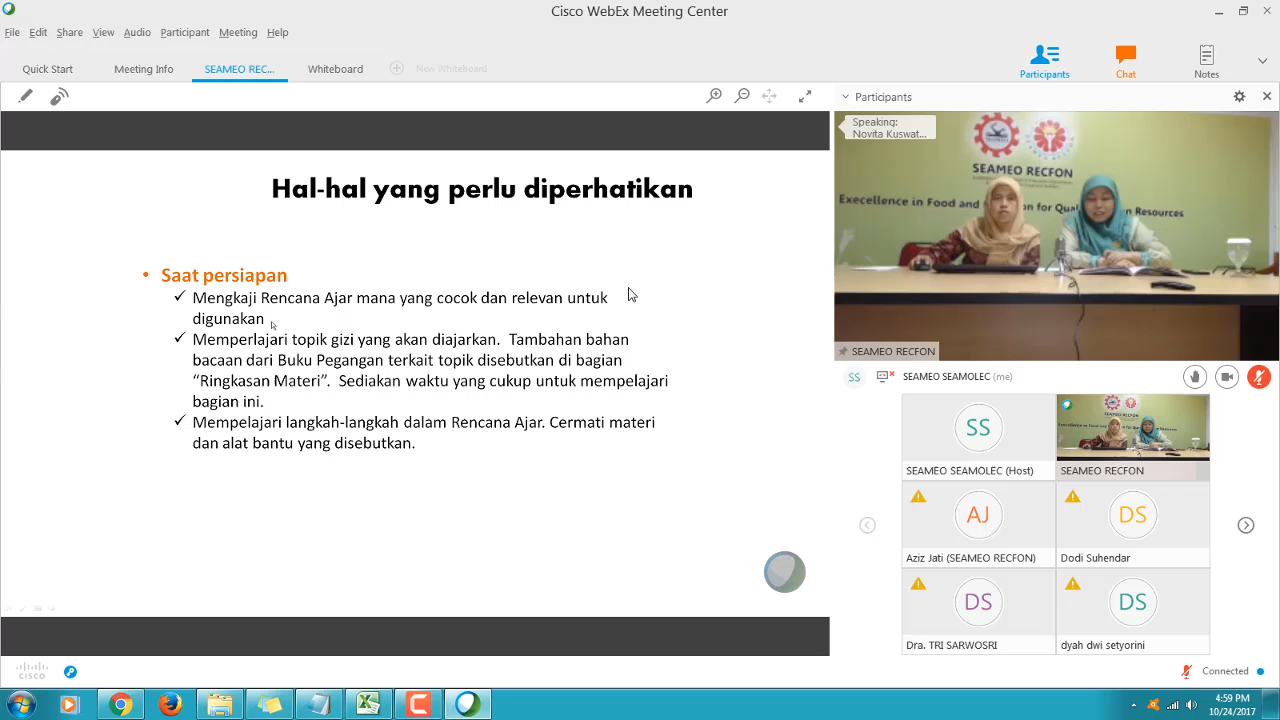 Cisco WebEx Meeting Center
File Edit Share View Audio Participant Meeting Help
Quick Start Meeting Info SEAMEO REC... Whiteboard New Whiteboard
Participants Chat Notes
Hal-hal yang perlu diperhatikan
• Saat persiapan
✓ Mengkaji Rencana Ajar mana yang cocok dan relevan untuk
digunakan
✓ Memperlajari topik gizi yang akan diajarkan. Tambahan bahan
bacaan dari Buku Pegangan terkait topik disebutkan di bagian
“Ringkasan Materi”. Sediakan waktu yang cukup untuk mempelajari
bagian ini.
✓ Mempelajari langkah-langkah dalam Rencana Ajar. Cermati materi
dan alat bantu yang disebutkan.
Participants
Speaking:
Novita Kuswat...
SEAMEO RECFON
Execellence in Food and for Qu Resources
SEAMEO RECFON
SS SEAMEO SEAMOLEC (me)
SS
SEAMEO SEAMOLEC (Host) SEAMEO RECFON
AJ DS
Aziz Jati (SEAMEO RECFON) Dodi Suhendar
DS DS
Dra. TRI SARWOSRI dyah dwi setyorini
cisco
Connected
4:59 PM
10/24/2017